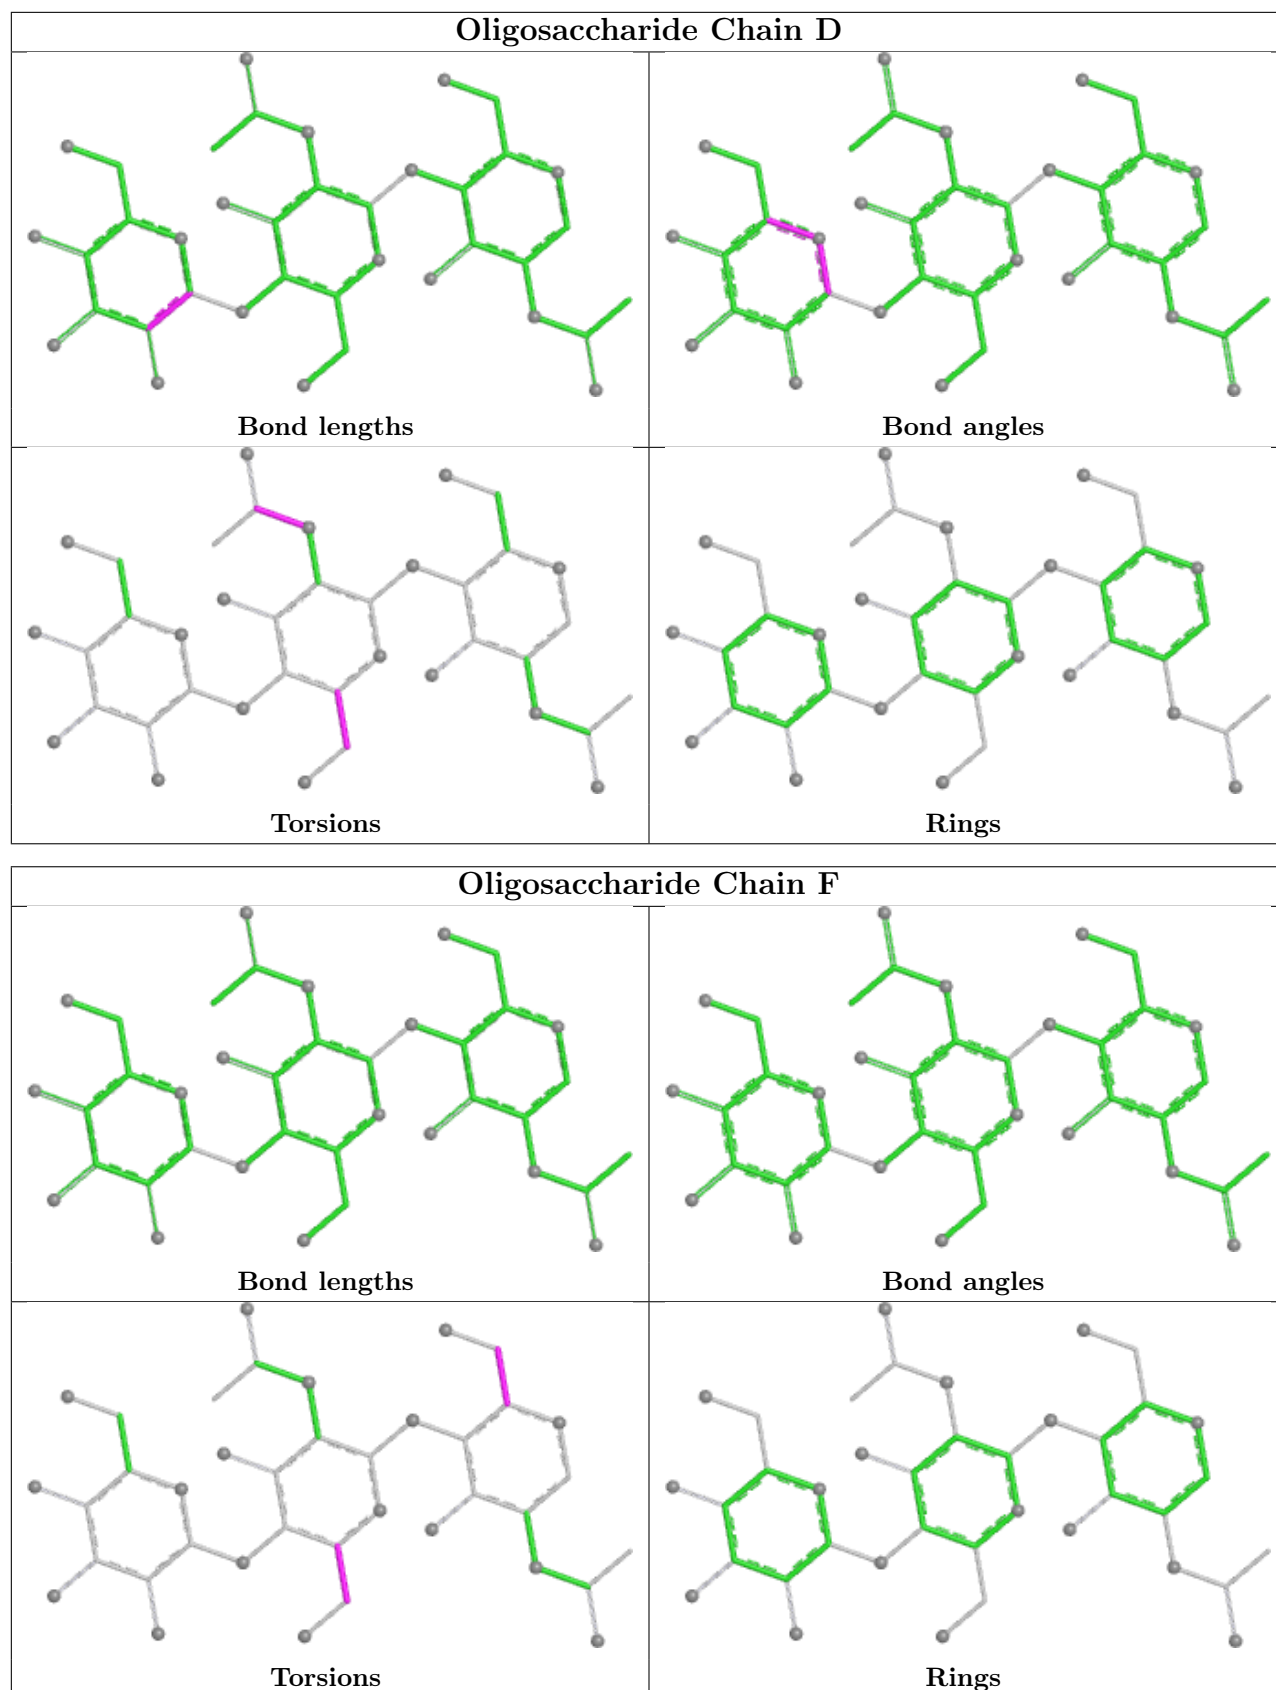 Oligosaccharide Chain D
Bond lengths
Bond angles
Torsions
Rings
Oligosaccharide Chain F
Bond lengths
Bond angles
Torsions
Rings